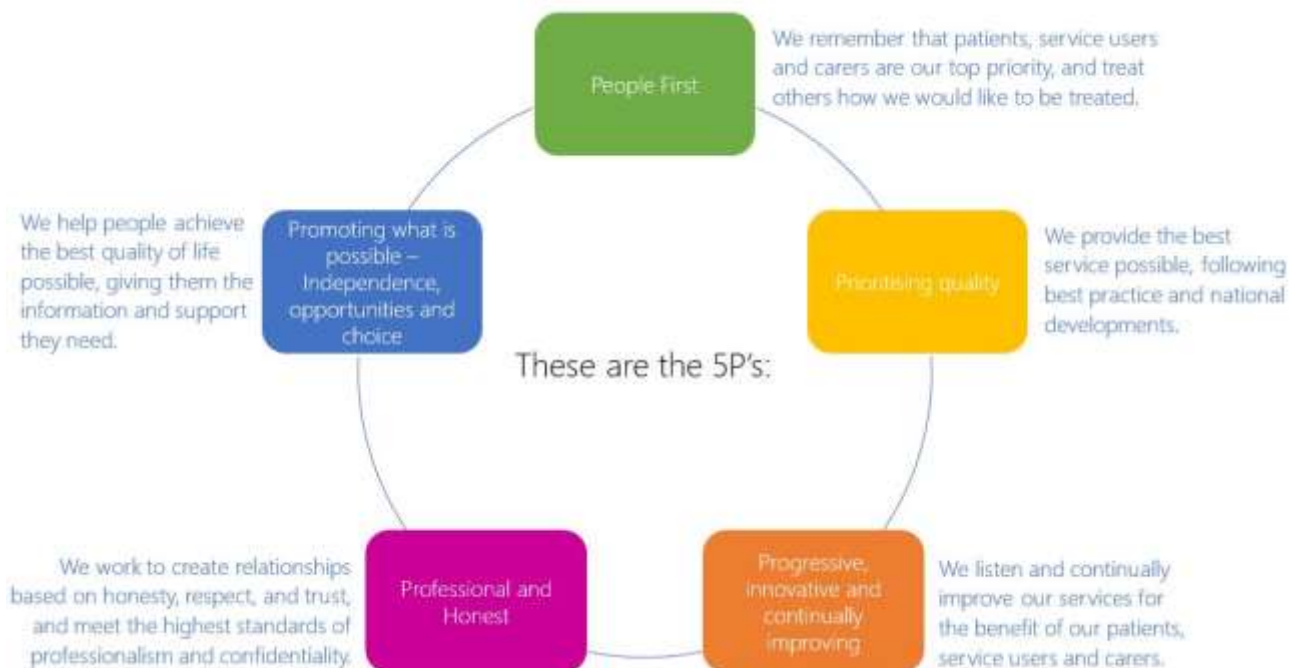 People First
We remember that patients, service users
and carers are our top priority, and treat
others how we would like to be treated.
Prioritising quality
We provide the best
service possible, following
best practice and national
developments.
Progressive,
innovative and
continually
improving
We listen and continually
improve our services for
the benefit of our patients,
service users and carers.
Professional and
Honest
We work to create relationships
based on honesty, respect, and trust,
and meet the highest standards of
professionalism and confidentiality.
Promoting what is
possible –
Independence,
opportunities and
choice
We help people achieve
the best quality of life
possible, giving them the
information and support
they need.
These are the 5P's: